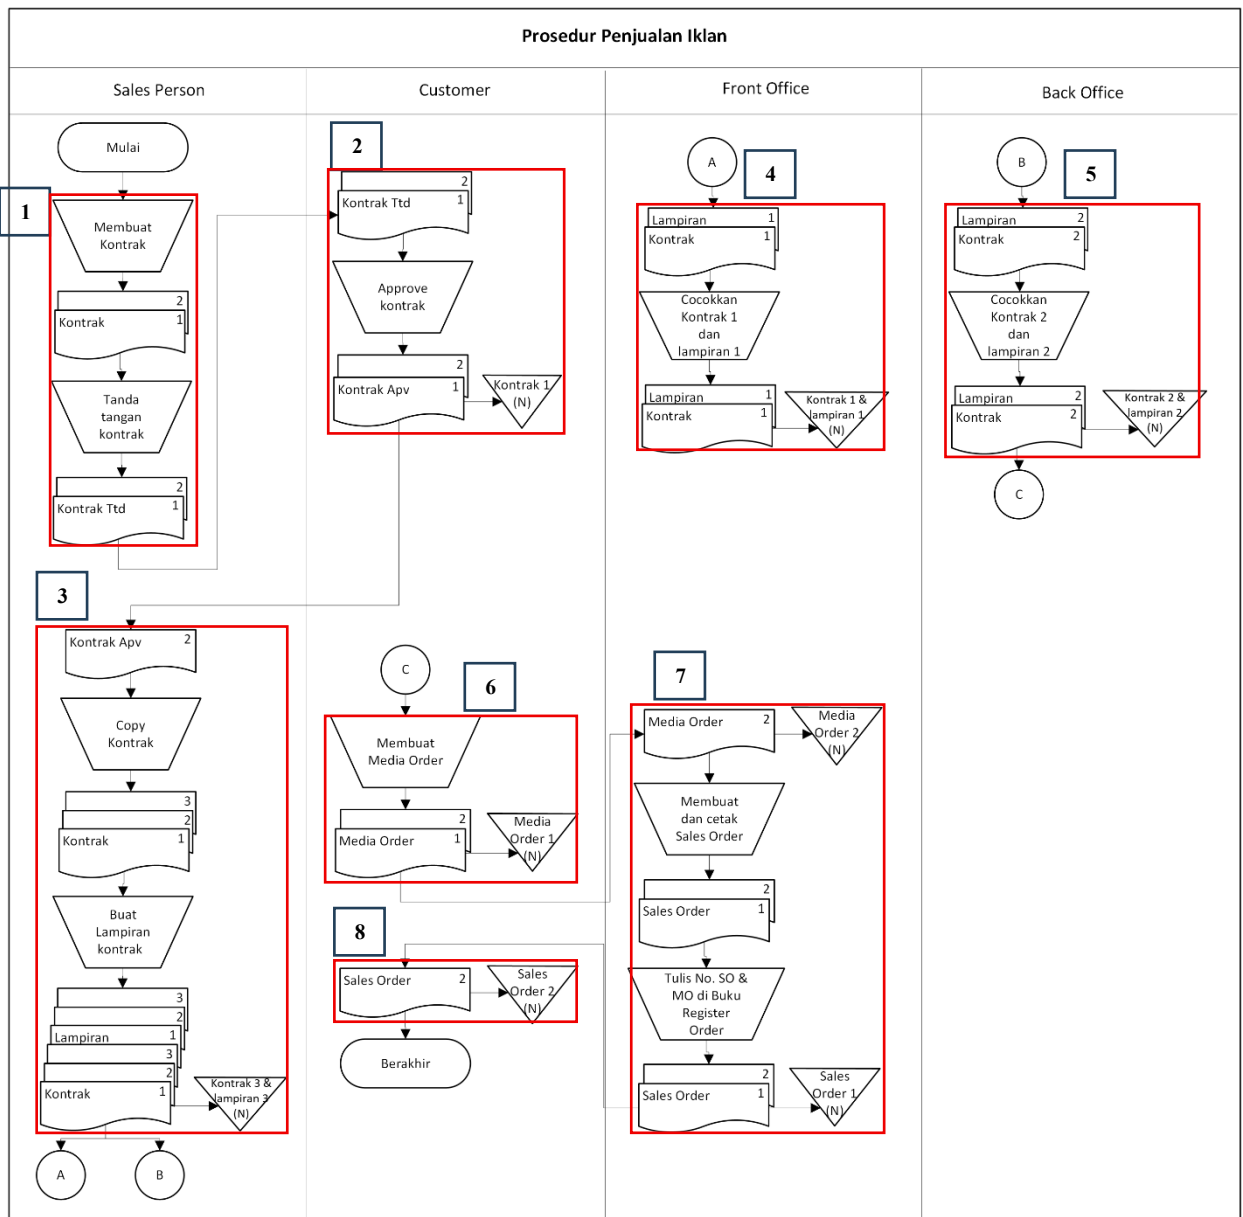 Prosedur Penjualan Iklan
Sales Person
Customer
Front Office
Back Office
Mulai
1
Membuat
Kontrak
2
Kontrak
1
Tanda
tangan
kontrak
2
Kontrak Ttd
1
2
2
Kontrak Ttd
1
Approve
kontrak
2
Kontrak Apv
1
Kontrak 1
(N)
3
Kontrak Apv
2
Copy
Kontrak
3
2
Kontrak
1
Buat
Lampiran
kontrak
3
2
Lampiran
1
3
2
Kontrak
1
Kontrak 3 &
lampiran 3
(N)
A
B
A
4
Lampiran
1
Kontrak
1
Cocokkan
Kontrak 1
dan
lampiran 1
Lampiran
1
Kontrak
1
Kontrak 1 &
lampiran 1
(N)
B
5
Lampiran
2
Kontrak
2
Cocokkan
Kontrak 2
dan
lampiran 2
Lampiran
2
Kontrak
2
Kontrak 2 &
lampiran 2
(N)
C
C
6
Membuat
Media Order
2
Media Order
1
Media
Order 1
(N)
7
Media Order
2
Media
Order 2
(N)
Membuat
dan cetak
Sales Order
2
Sales Order
1
Tulis No. SO &
MO di Buku
Register
Order
2
Sales Order
1
Sales
Order 1
(N)
8
Sales Order
2
Sales
Order 2
(N)
Berakhir